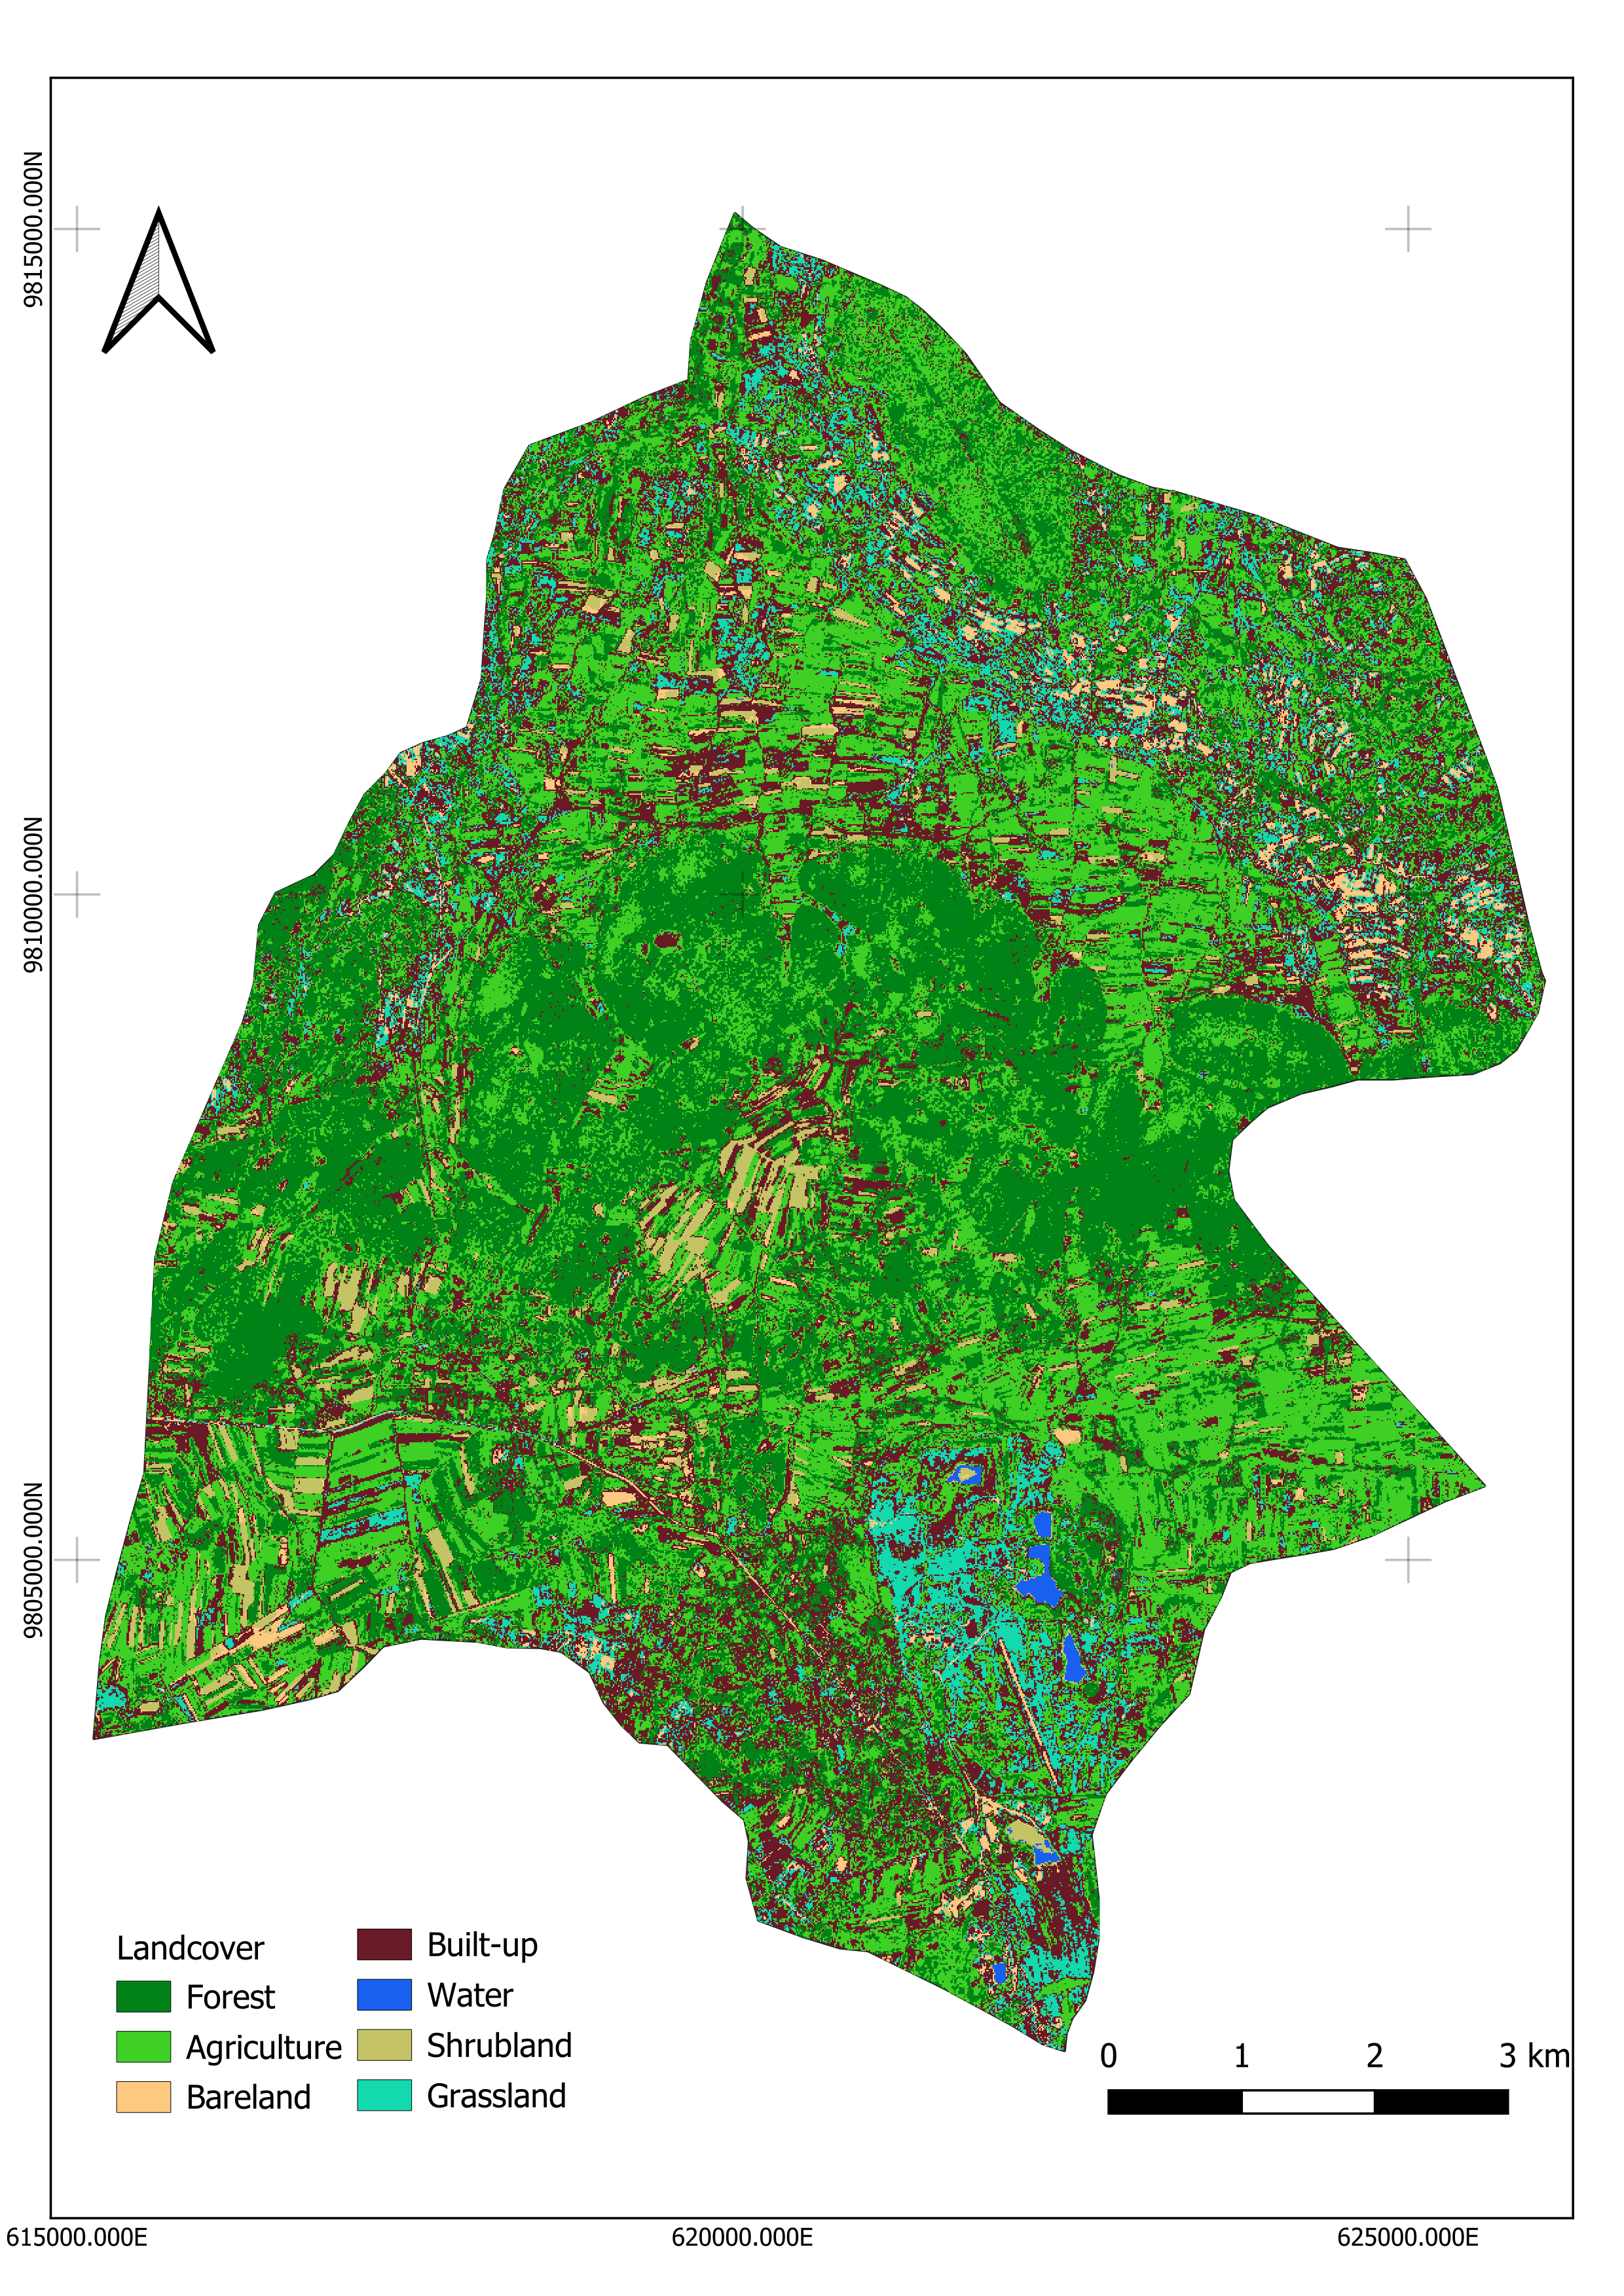 9815000.000N
9810000.000N
9805000.000N
Landcover
Forest
Agriculture
Bareland
Built-up
Water
Shrubland
Grassland
0 1 2 3 km
615000.000E 620000.000E 625000.000E